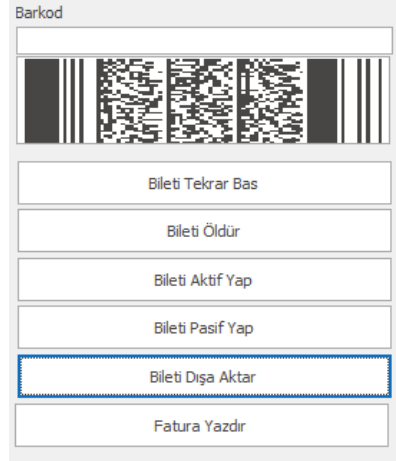 Barkod
Bileti Tekrar Bas
Bileti Öldür
Bileti Aktif Yap
Bileti Pasif Yap
Bileti Dışa Aktar
Fatura Yazdır